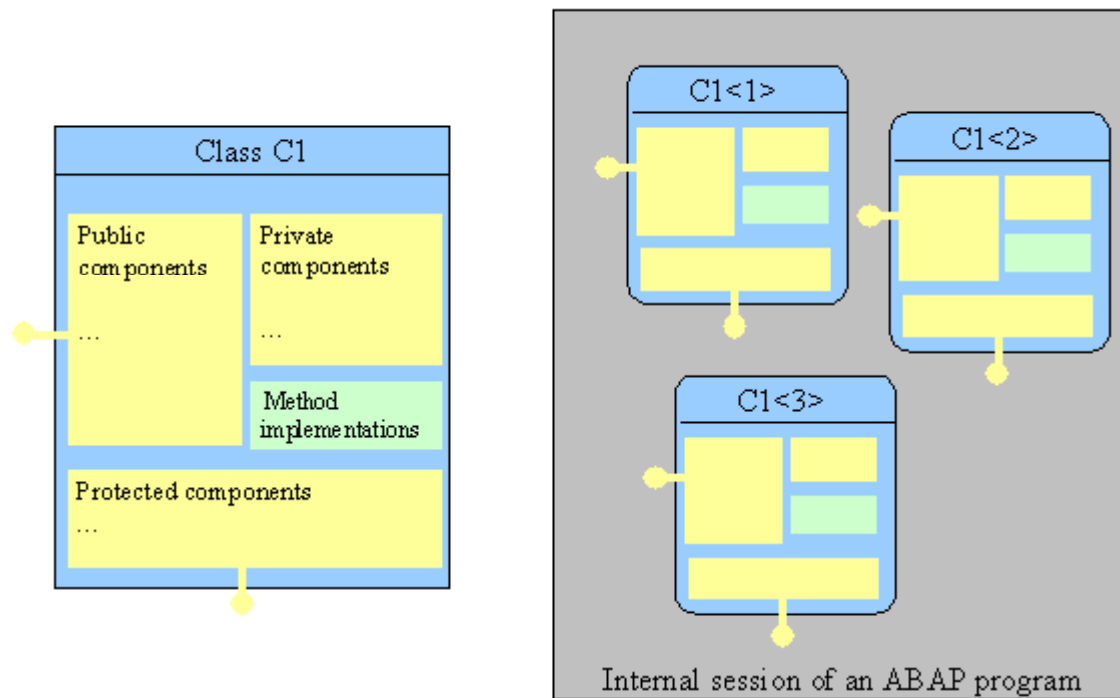 Class C1
Public
components
...
Private
components
...
Method
implementations
Protected components
...
C1<1>
C1<2>
C1<3>
Internal session of an ABAP program